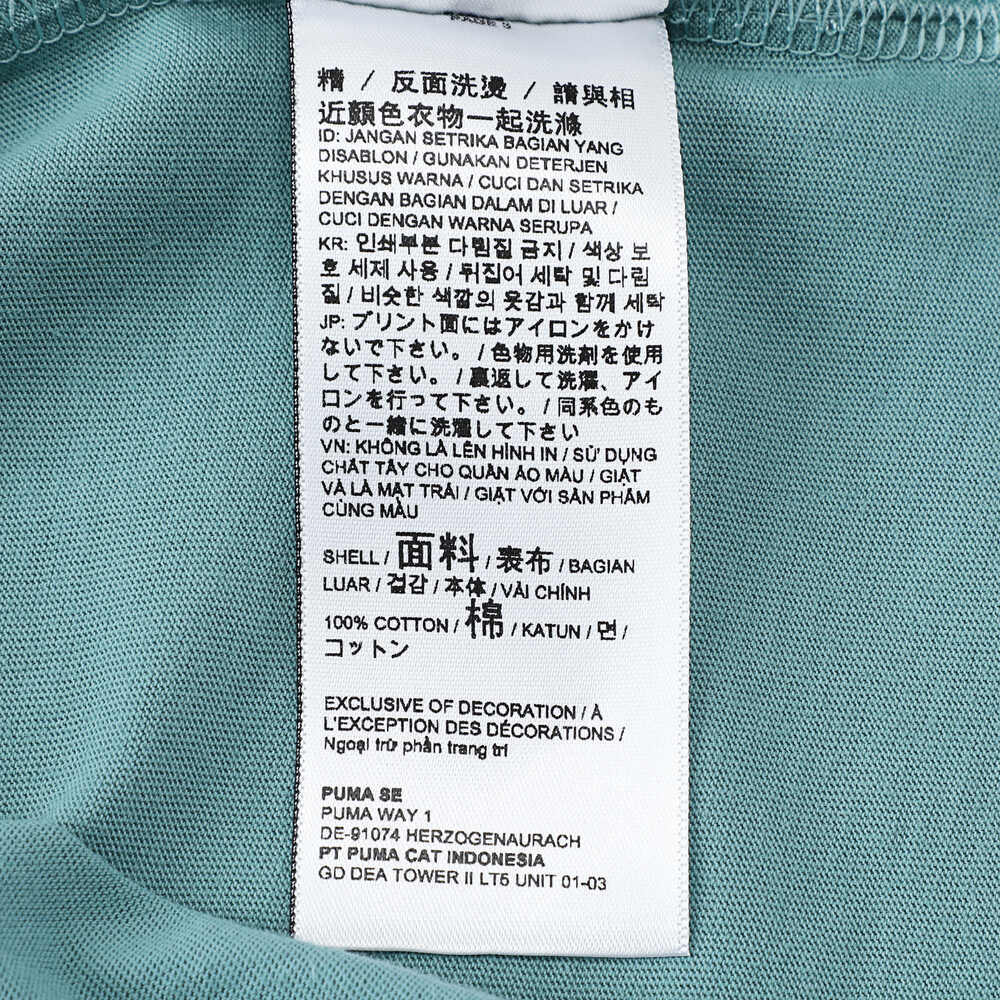 PAGE 3
精 / 反面洗燙 / 請與相
近顏色衣物一起洗滌
ID: JANGAN SETRIKA BAGIAN YANG
DISABLON / GUNAKAN DETERJEN
KHUSUS WARNA / CUCI DAN SETRIKA
DENGAN BAGIAN DALAM DI LUAR /
CUCI DENGAN WARNA SERUPA
KR: 인쇄부분 다림질 금지 / 색상 보
호 세제 사용 / 뒤집어 세탁 및 다림
질 / 비슷한 색깔의 옷감과 함께 세탁
JP: プリント面にはアイロンをかけ
ないで下さい。 / 色物用洗剤を使用
して下さい。 / 裏返して洗濯、アイ
ロンを行って下さい。 / 同系色のも
のと一緒に洗濯して下さい
VN: KHÔNG LÀ LÊN HÌNH IN / SỬ DỤNG
CHẤT TẨY CHO QUẦN ÁO MÀU / GIẶT
VÀ LÀ MẶT TRÁI / GIẶT VỚI SẢN PHẨM
CÙNG MÀU
SHELL / 面料 / 表布 / BAGIAN
LUAR / 겉감 / 本体 / VẢI CHÍNH
100% COTTON / 棉 / KATUN / 면 /
コットン
EXCLUSIVE OF DECORATION / À
L'EXCEPTION DES DÉCORATIONS /
Ngoại trừ phần trang trí
PUMA SE
PUMA WAY 1
DE-91074 HERZOGENAURACH
PT PUMA CAT INDONESIA
GD DEA TOWER II LT5 UNIT 01-03